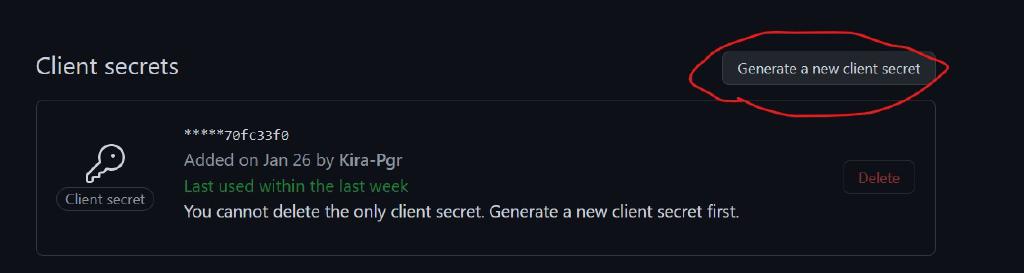 Client secrets
Generate a new client secret
*****70fc33f0
Added on Jan 26 by Kira-Pgr
Last used within the last week
You cannot delete the only client secret. Generate a new client secret first.
Client secret
Delete